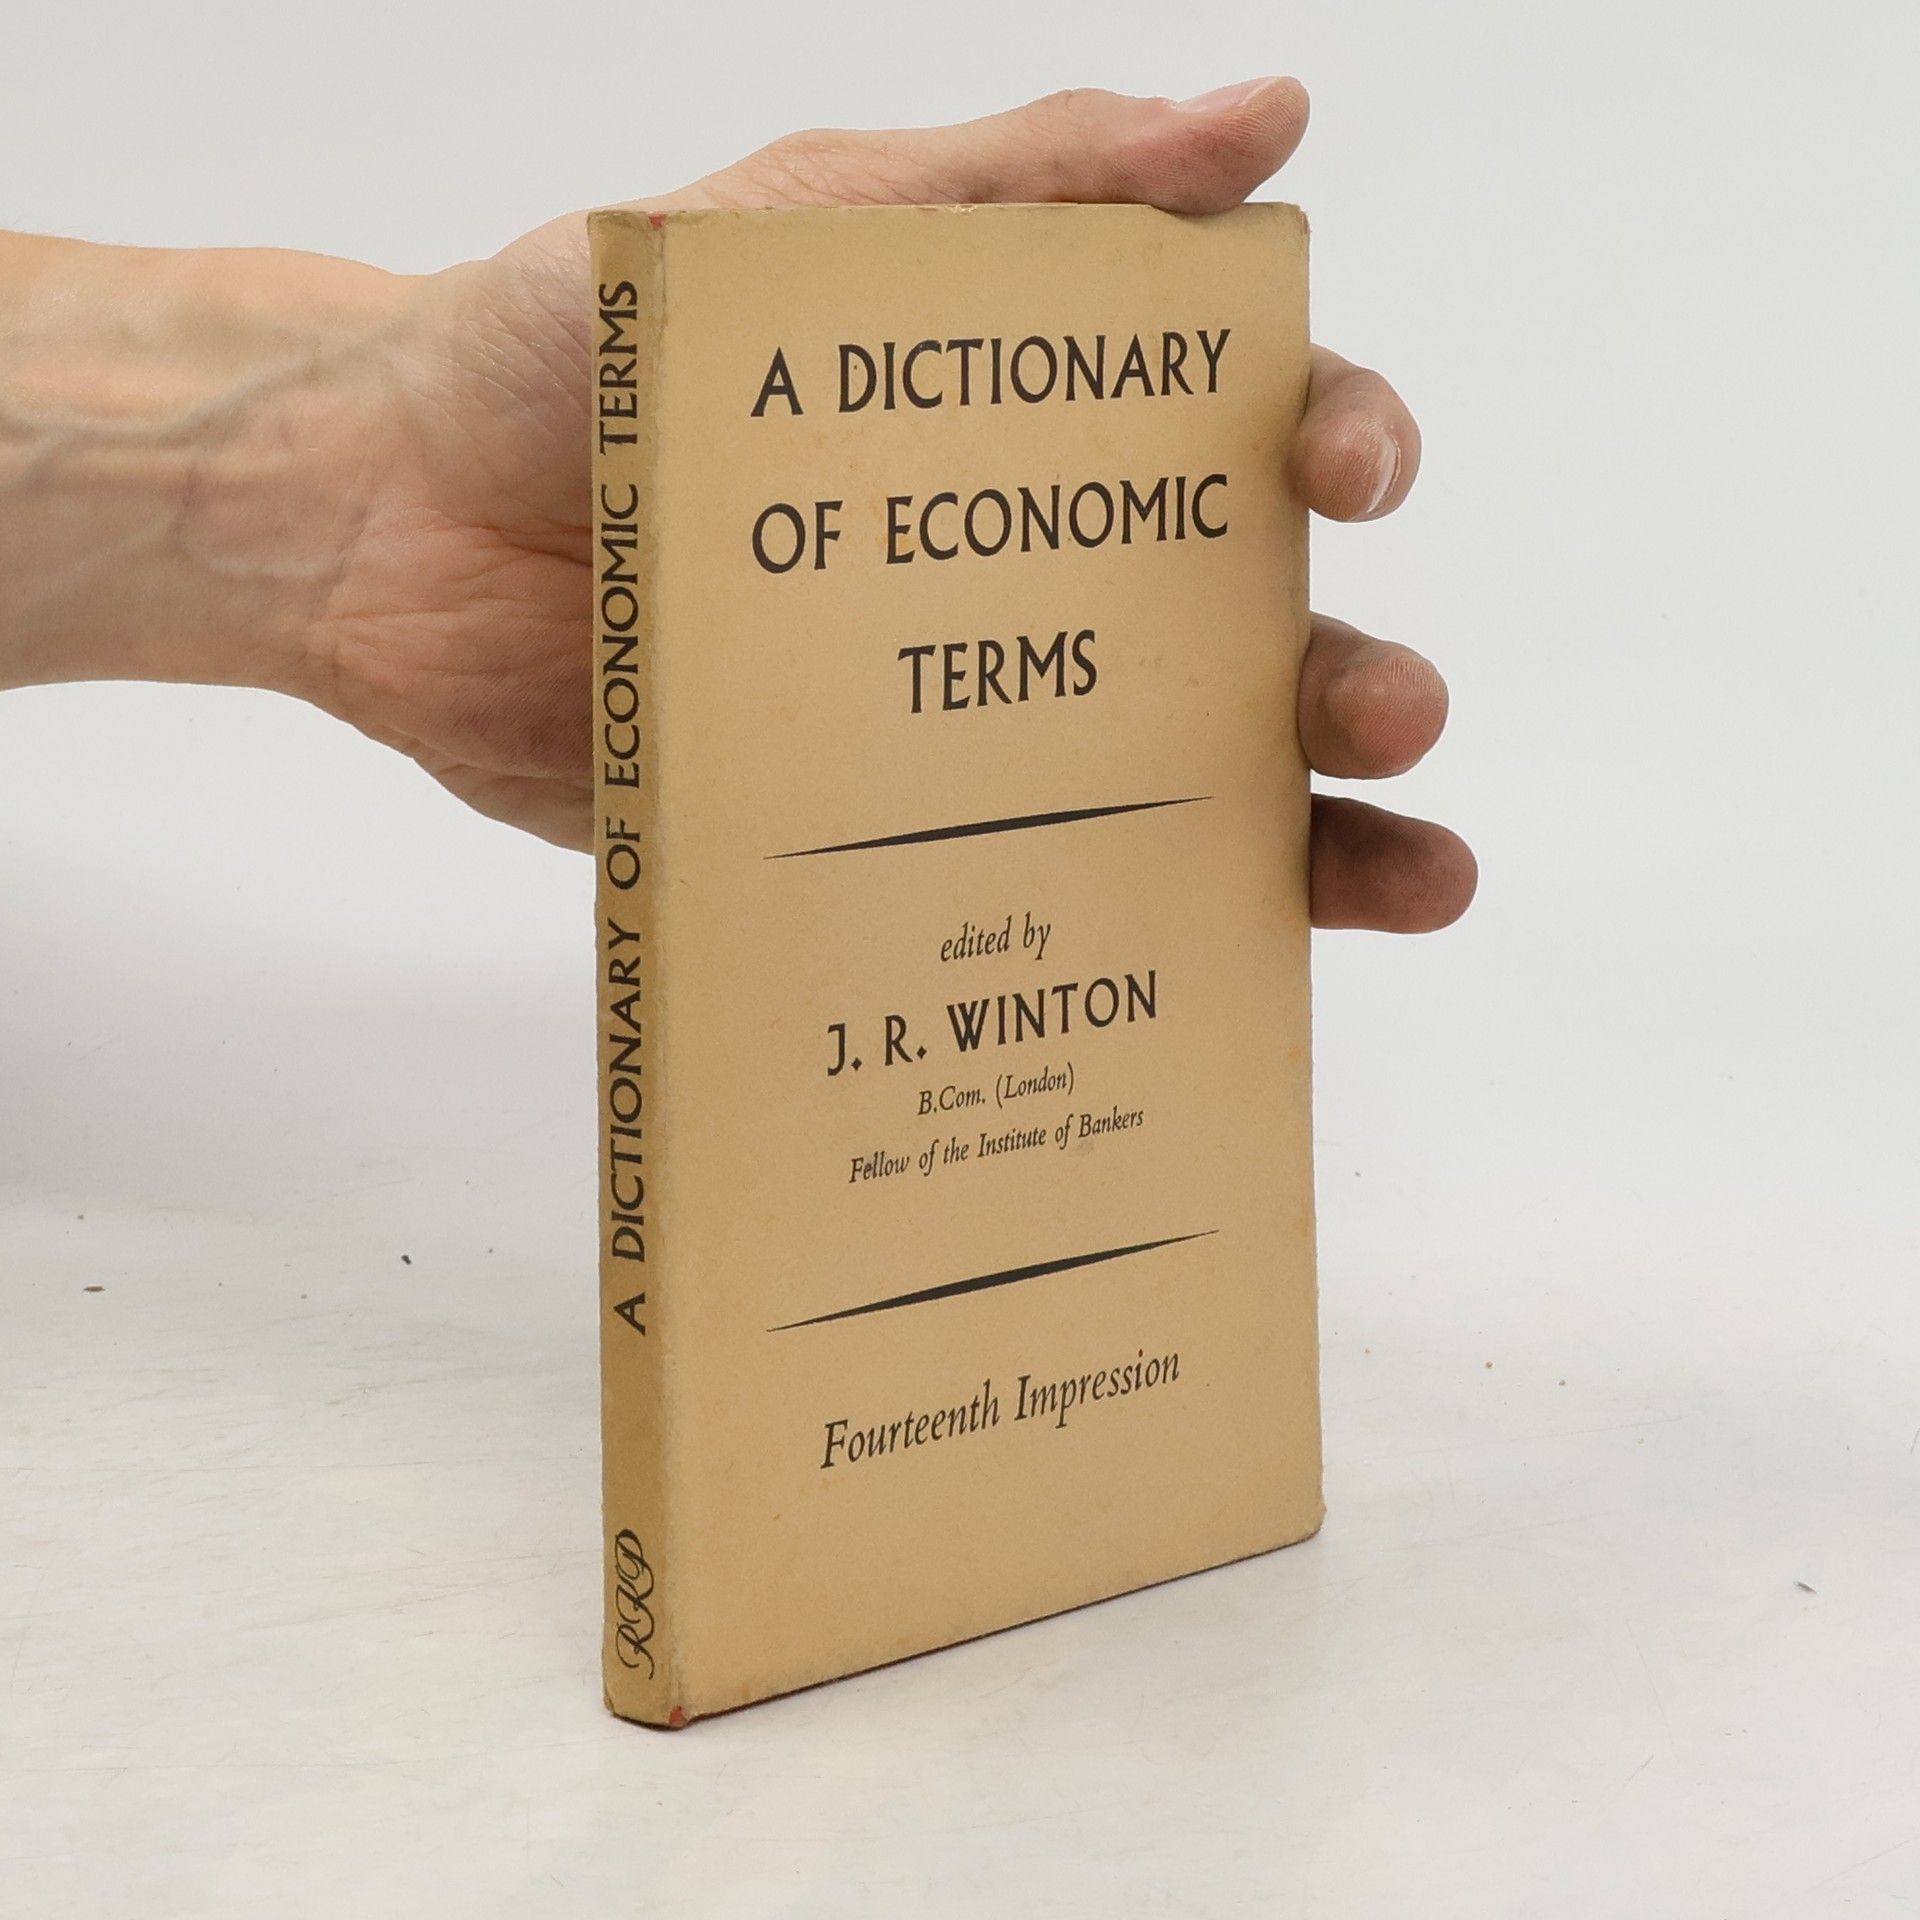 A DICTIONARY OF ECONOMIC TERMS
RKP
A DICTIONARY
OF ECONOMIC
TERMS
edited by
J. R. WINTON
B.Com. (London)
Fellow of the Institute of Bankers
Fourteenth Impression